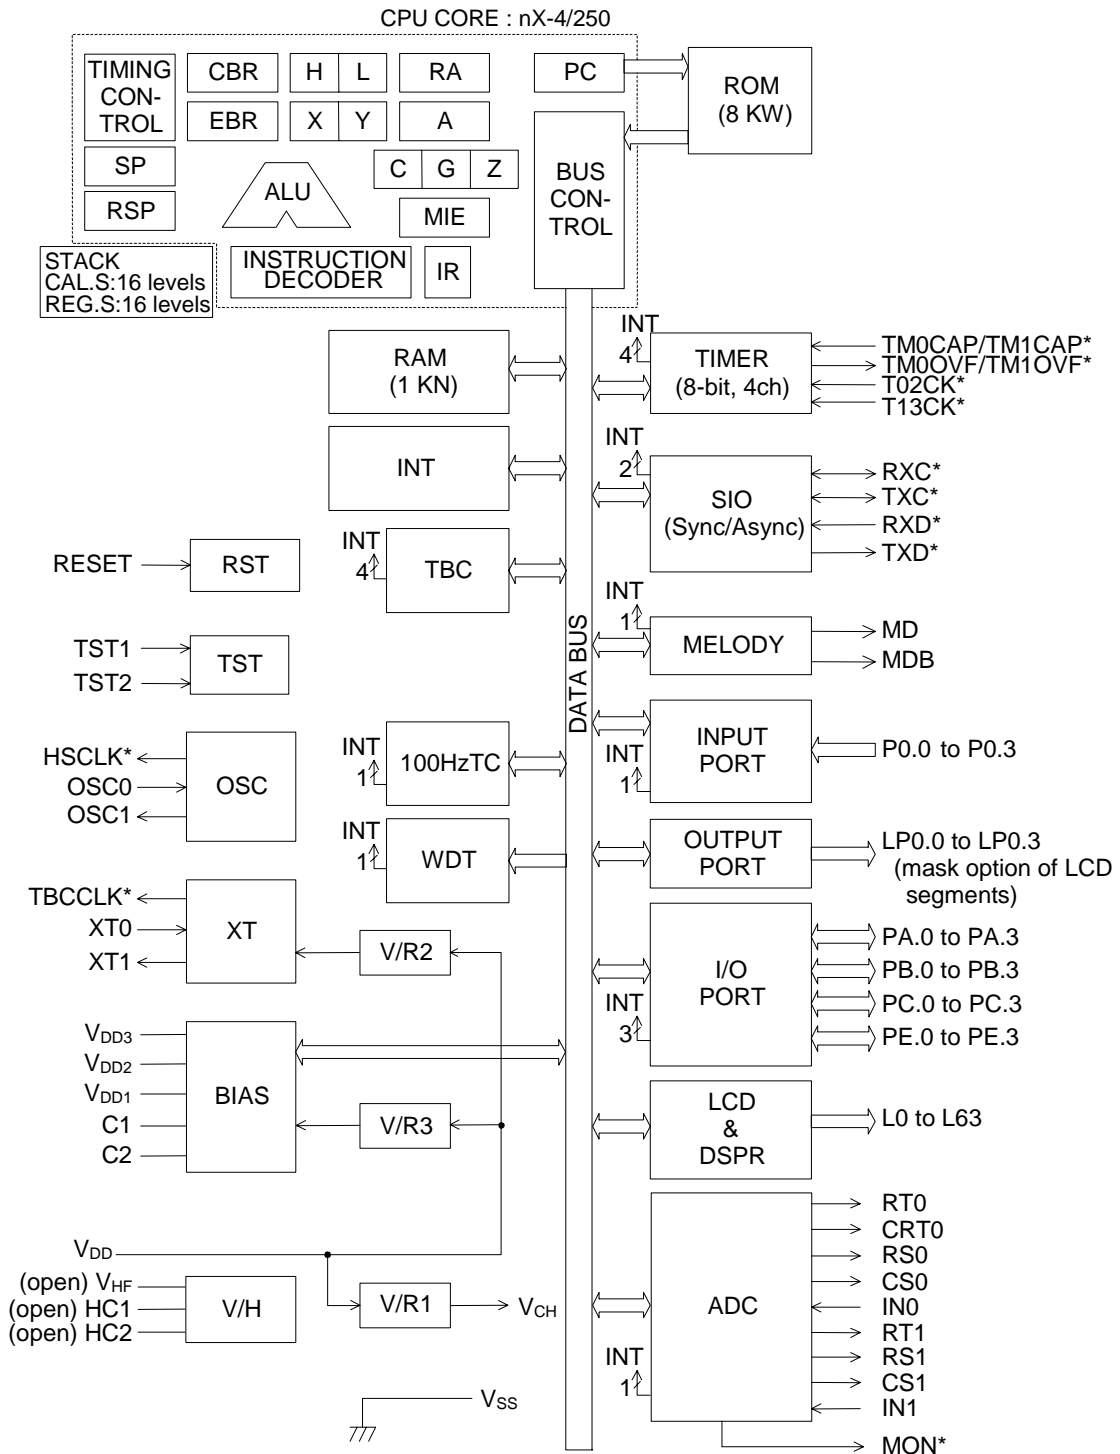 CPU CORE : nX-4/250
TIMING
CON-
TROL
CBR
H
L
RA
PC
ROM
(8 KW)
EBR
X
Y
A
SP
C
G
Z
BUS
CON-
TROL
ALU
RSP
MIE
STACK
CAL.S:16 levels
REG.S:16 levels
INSTRUCTION
DECODER
IR
RAM
(1 KN)
INT
4
TIMER
(8-bit, 4ch)
TM0CAP/TM1CAP*
TM0OVF/TM1OVF*
T02CK*
T13CK*
INT
INT
2
SIO
(Sync/Async)
RXC*
TXC*
RXD*
TXD*
RESET
RST
INT
4
TBC
INT
1
MELODY
MD
MDB
TST1
TST2
TST
DATA BUS
HSCLK*
OSC0
OSC1
OSC
INT
1
100HzTC
INT
1
INPUT
PORT
P0.0 to P0.3
INT
1
WDT
OUTPUT
PORT
LP0.0 to LP0.3
(mask option of LCD
segments)
TBCCLK*
XT0
XT1
XT
V/R2
INT
3
I/O
PORT
PA.0 to PA.3
PB.0 to PB.3
PC.0 to PC.3
PE.0 to PE.3
VDD3
VDD2
VDD1
C1
C2
BIAS
V/R3
LCD
&
DSPR
L0 to L63
VDD
(open) VHF
(open) HC1
(open) HC2
V/H
V/R1
VCH
INT
1
ADC
RT0
CRT0
RS0
CS0
IN0
RT1
RS1
CS1
IN1
MON*
VSS